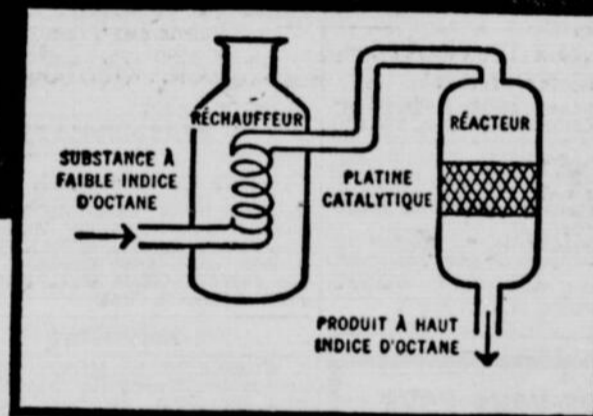 RÉCHAUFFEUR
RÉACTEUR
SUBSTANCE À
FAIBLE INDICE
D'OCTANE
PLATINE
CATALYTIQUE
PRODUIT À HAUT
INDICE D'OCTANE